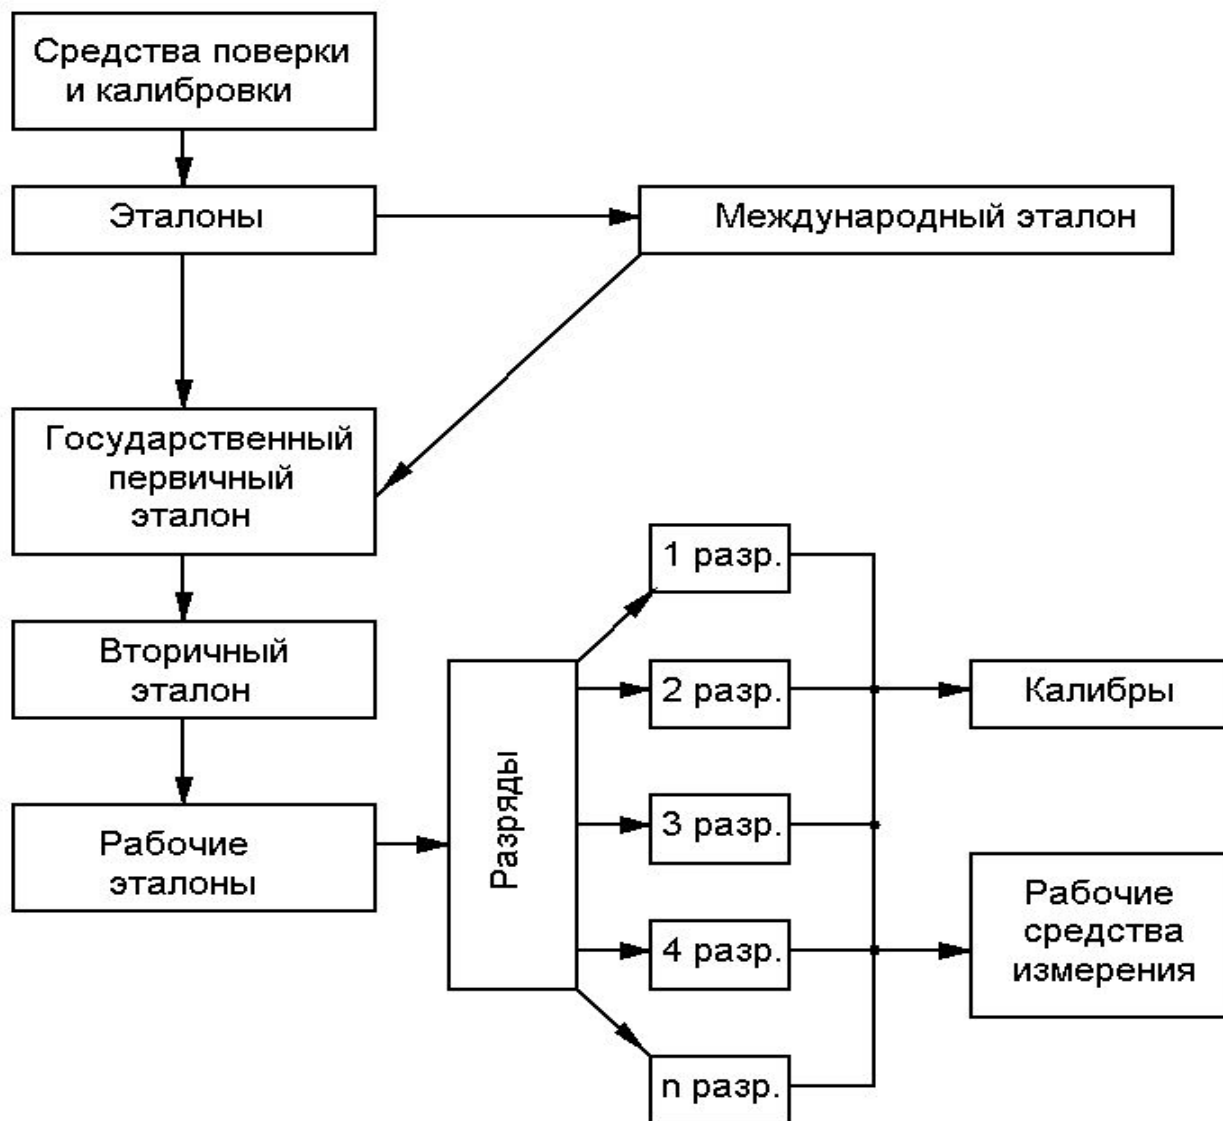 Средства поверки
и калибровки
Эталоны
Международный эталон
Государственный
первичный
эталон
1 разр.
Вторичный
эталон
2 разр.
Калибры
Разряды
3 разр.
Рабочие
эталоны
4 разр.
Рабочие
средства
измерения
n разр.